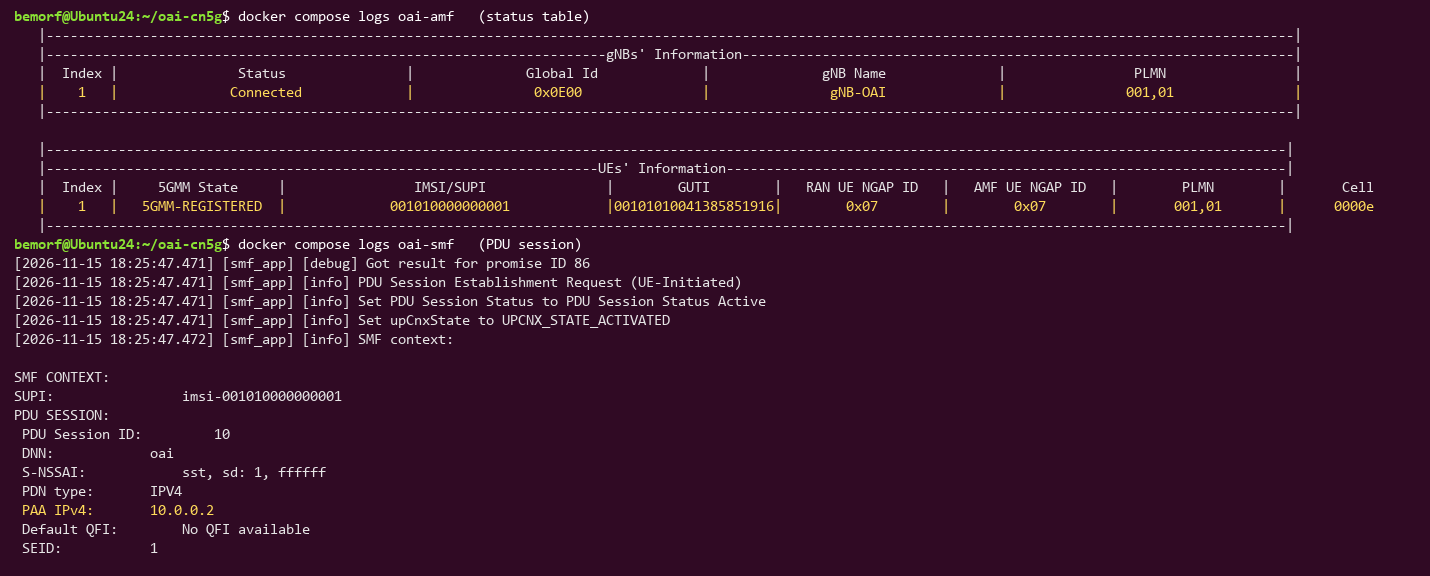 bemorf@Ubuntu24:~/oai-cn5g$ docker compose logs oai-amf   (status table)
|------------------------------------------------------------------------------------------------------------------------------------------------------------|
|----------------------------------------------------------------------gNBs' Information---------------------------------------------------------------------|
|  Index |               Status               |              Global Id             |              gNB Name              |                PLMN                |
|    1   |              Connected             |               0x0E00               |               gNB-OAI              |               001,01               |
|------------------------------------------------------------------------------------------------------------------------------------------------------------|
|-----------------------------------------------------------------------------------------------------------------------------------------------------------|
|---------------------------------------------------------------------UEs' Information----------------------------------------------------------------------|
|  Index |     5GMM State     |                IMSI/SUPI               |        GUTI        |   RAN UE NGAP ID   |   AMF UE NGAP ID   |        PLMN        |       Cell
|    1   |   5GMM-REGISTERED  |             001010000000001            |00101010041385851916|        0x07        |        0x07        |       001,01       |      0000e
|-----------------------------------------------------------------------------------------------------------------------------------------------------------|
bemorf@Ubuntu24:~/oai-cn5g$ docker compose logs oai-smf   (PDU session)
[2026-11-15 18:25:47.471] [smf_app] [debug] Got result for promise ID 86
[2026-11-15 18:25:47.471] [smf_app] [info] PDU Session Establishment Request (UE-Initiated)
[2026-11-15 18:25:47.471] [smf_app] [info] Set PDU Session Status to PDU Session Status Active
[2026-11-15 18:25:47.471] [smf_app] [info] Set upCnxState to UPCNX_STATE_ACTIVATED
[2026-11-15 18:25:47.472] [smf_app] [info] SMF context:
SMF CONTEXT:
SUPI:                imsi-001010000000001
PDU SESSION:
 PDU Session ID:         10
 DNN:            oai
 S-NSSAI:            sst, sd: 1, ffffff
 PDN type:       IPV4
 PAA IPv4:       10.0.0.2
 Default QFI:        No QFI available
 SEID:           1